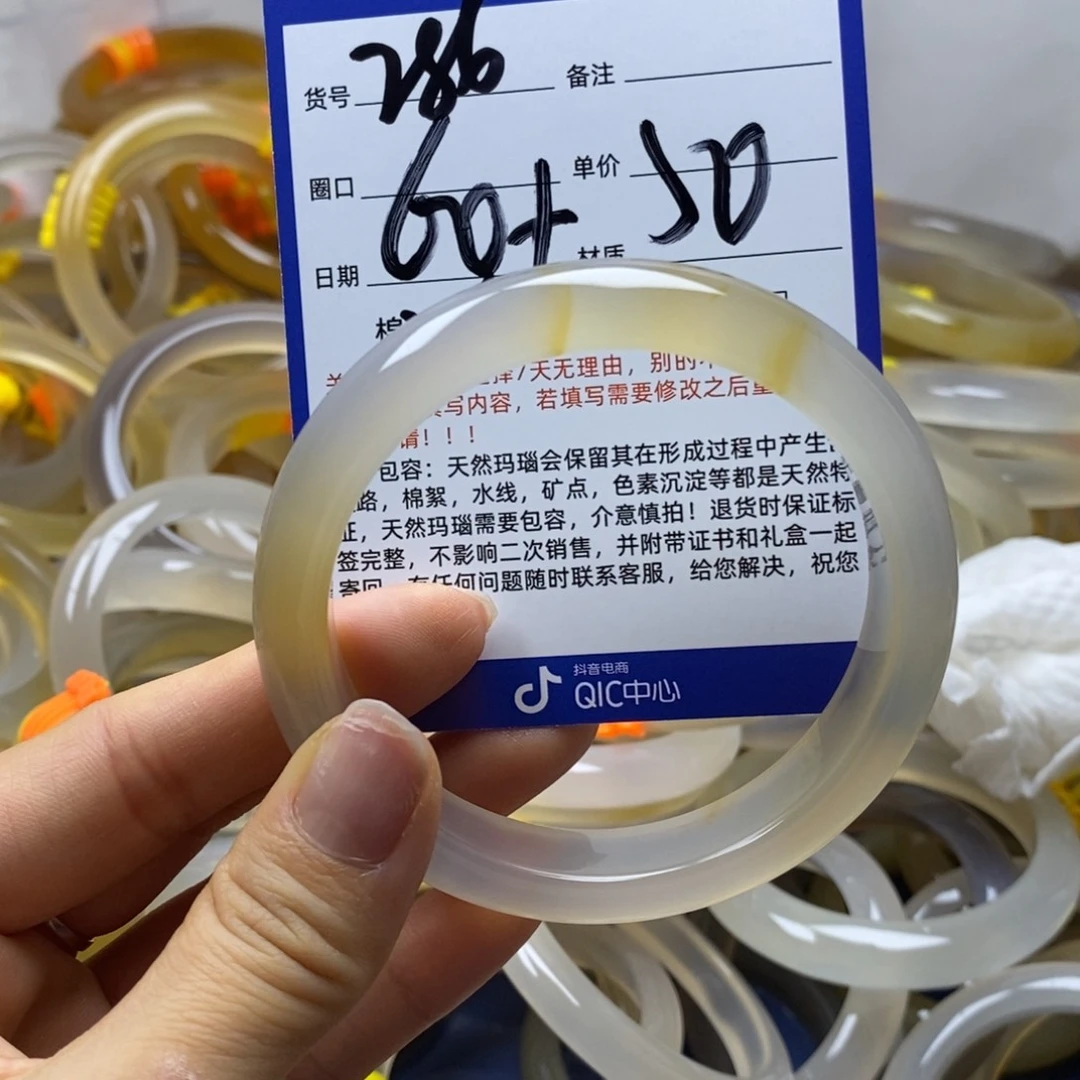 货号 286 备注
圈口 60+ 单价 50
日期 材质
棉
天无理由，别的不
写内容，若填写需要修改之后重
请！！！
包容：天然玛瑙会保留其在形成过程中产生
路，棉絮，水线，矿点，色素沉淀等都是天然特
征，天然玛瑙需要包容，介意慎拍！退货时保证标
签完整，不影响二次销售，并附带证书和礼盒一起
寄回，有任何问题随时联系客服，给您解决，祝您
抖音电商
QIC中心